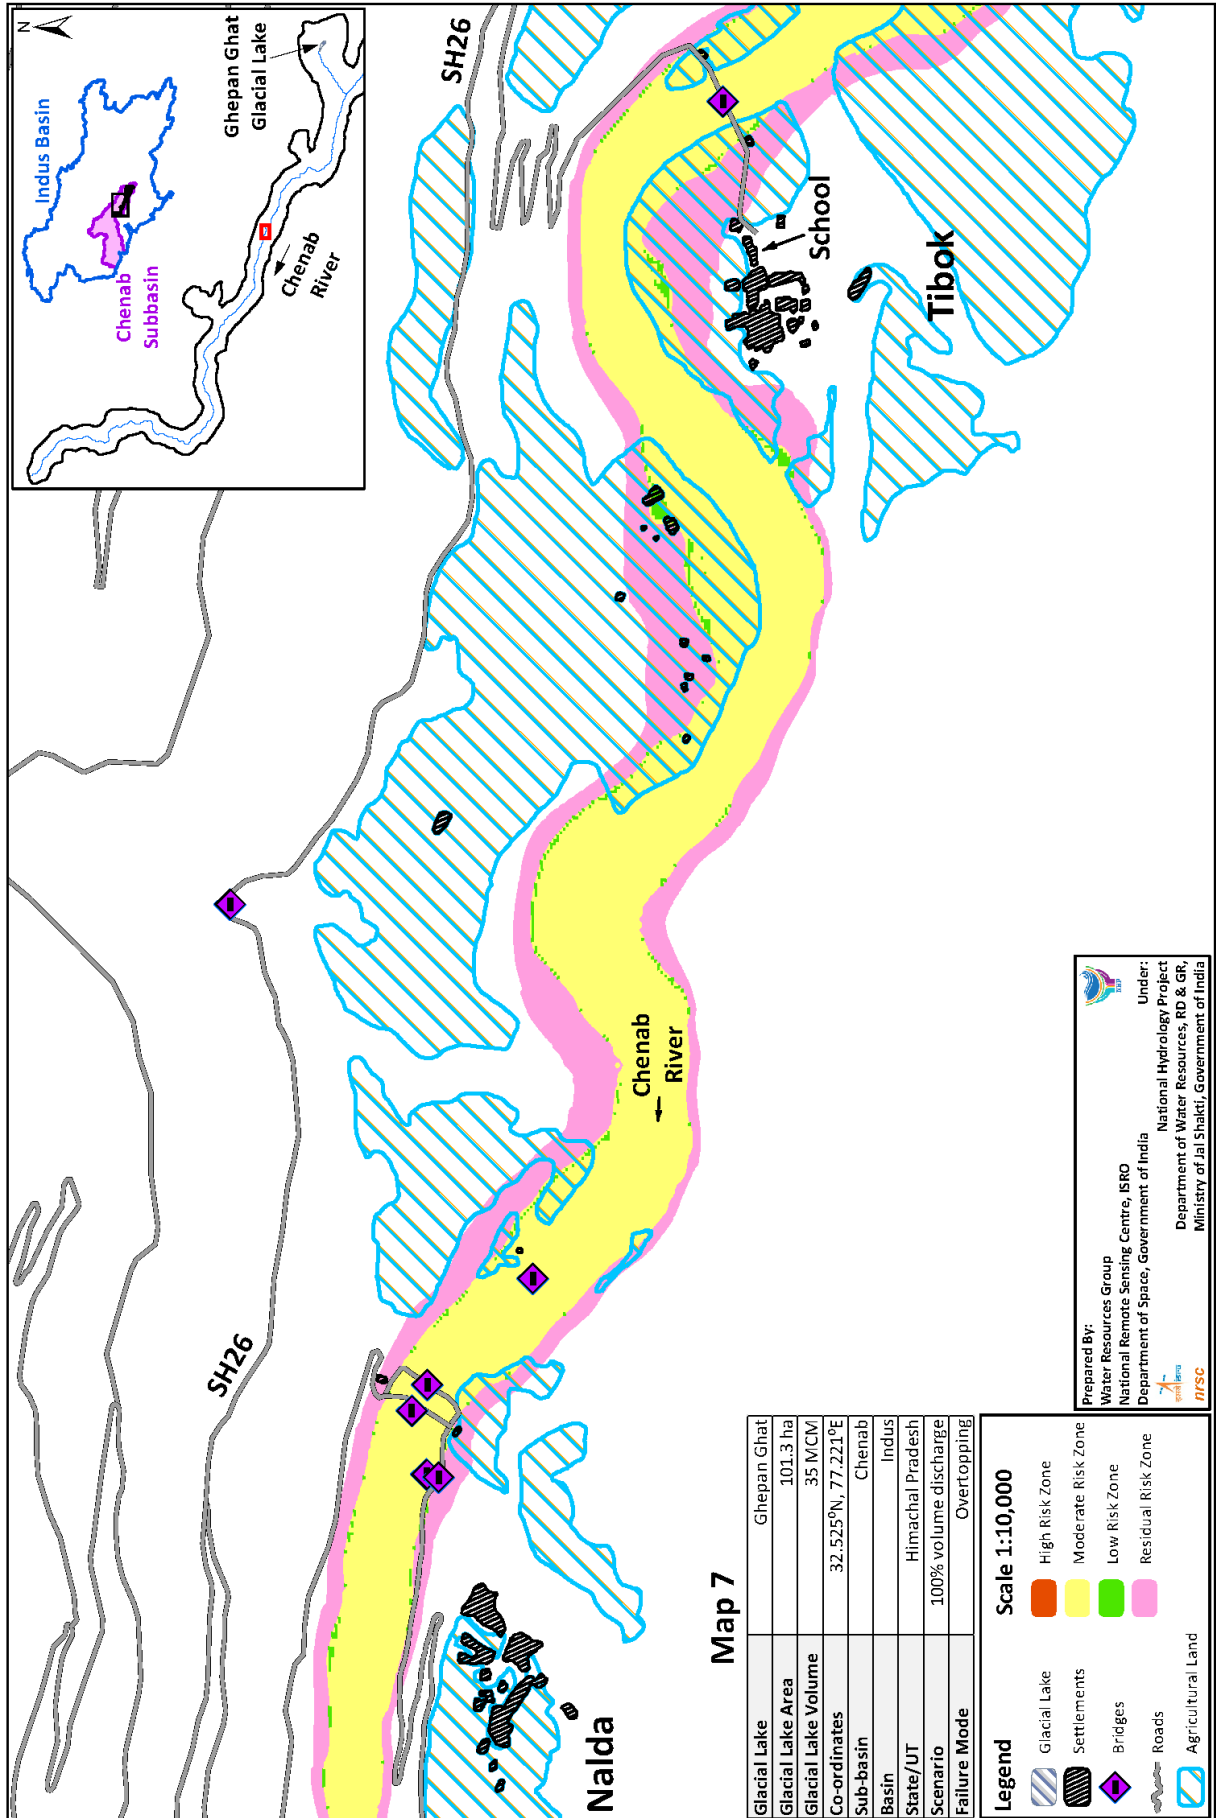 N
Indus Basin
Chenab
Subbasin
Ghepan Ghat
Glacial Lake
Chenab
River
SH26
SH26
School
Tibok
Chenab
River
Nalda
Map 7
Glacial Lake Ghepan Ghat
Glacial Lake Area 101.3 ha
Glacial Lake Volume 35 MCM
Co-ordinates 32.525⁰N, 77.221⁰E
Sub-basin Chenab
Basin Indus
State/UT Himachal Pradesh
Scenario 100% volume discharge
Failure Mode Overtopping
Legend
Glacial Lake
Settlements
Bridges
Roads
Agricultural Land
Scale 1:10,000
High Risk Zone
Moderate Risk Zone
Low Risk Zone
Residual Risk Zone
Prepared By:
Water Resources Group
National Remote Sensing Centre, ISRO
Department of Space, Government of India
nrsc
Under:
National Hydrology Project
Department of Water Resources, RD & GR,
Ministry of Jal Shakti, Government of India